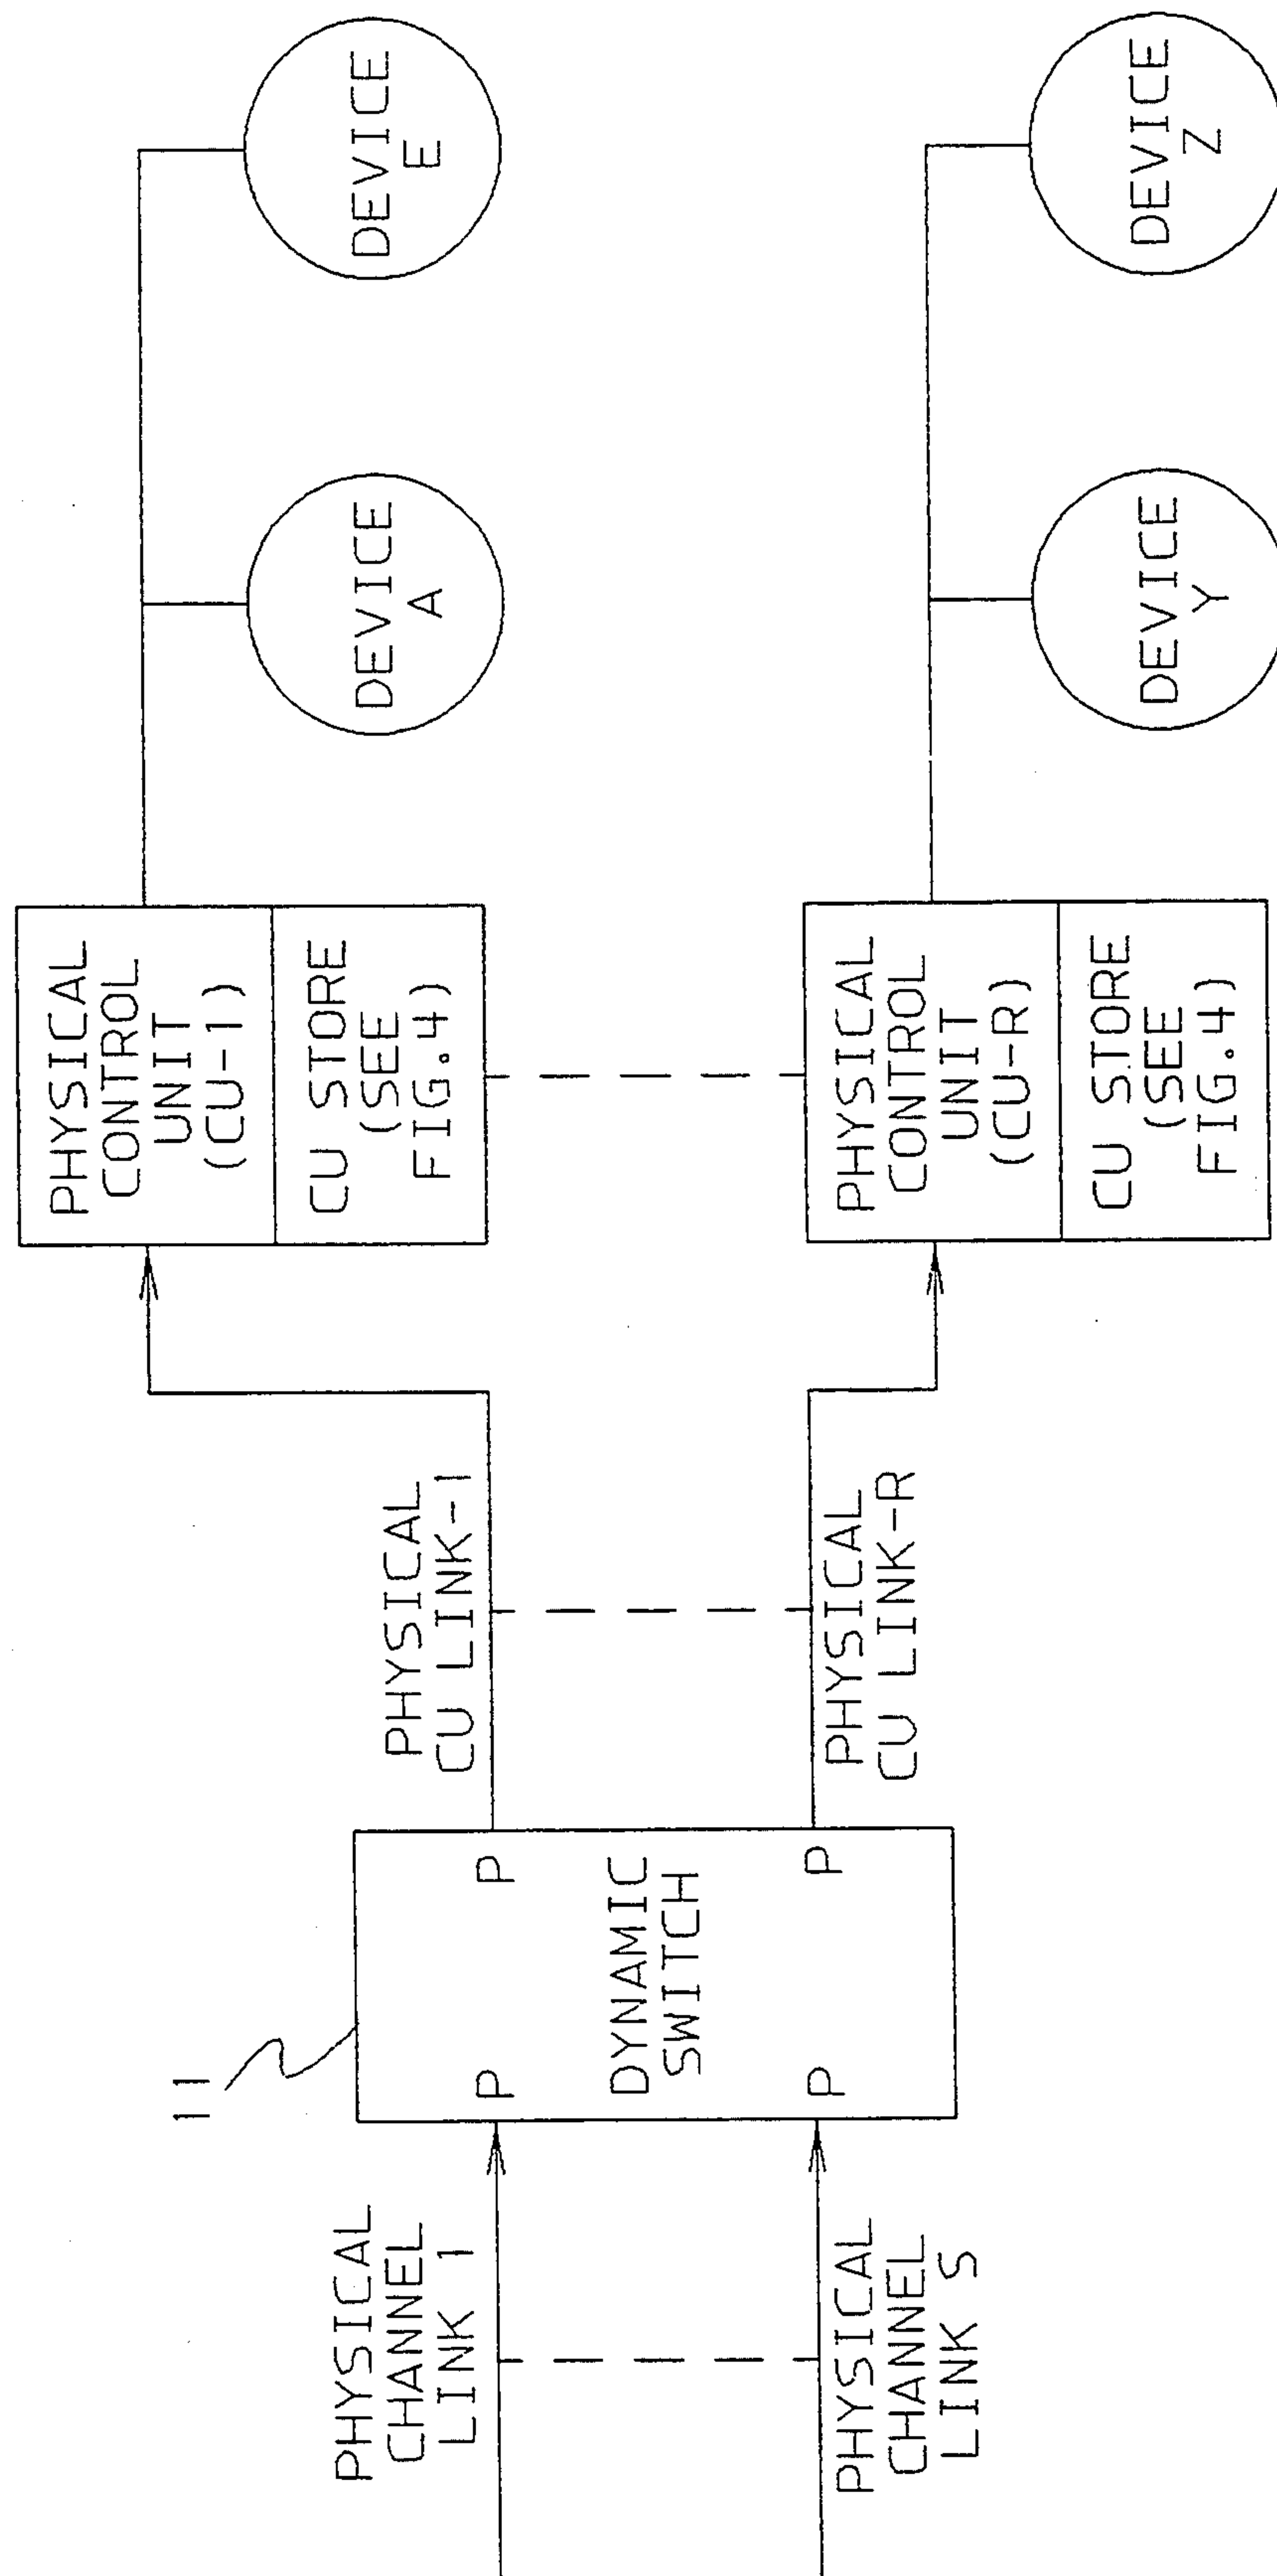 PHYSICAL
CHANNEL
LINK 1
PHYSICAL
CHANNEL
LINK S
11
P
P
DYNAMIC
SWITCH
P
P
PHYSICAL
CU LINK-1
PHYSICAL
CU LINK-R
PHYSICAL
CONTROL
UNIT
(CU-1)
CU STORE
(SEE
FIG.4)
PHYSICAL
CONTROL
UNIT
(CU-R)
CU STORE
(SEE
FIG.4)
DEVICE
A
DEVICE
E
DEVICE
Y
DEVICE
Z